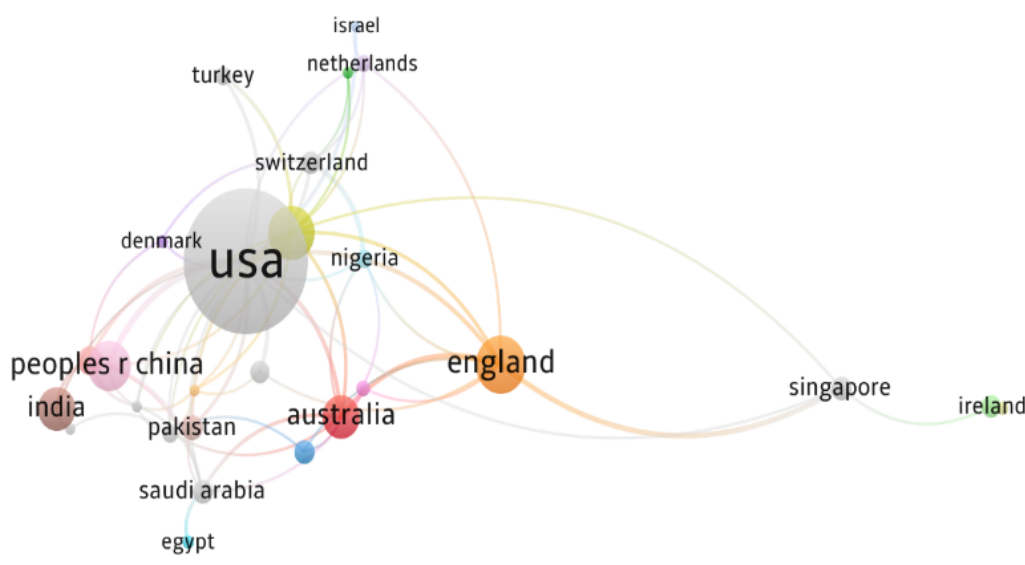 israel
netherlands
turkey
switzerland
denmark
usa
nigeria
peoples r china
england
india
australia
singapore
ireland
pakistan
saudi arabia
egypt